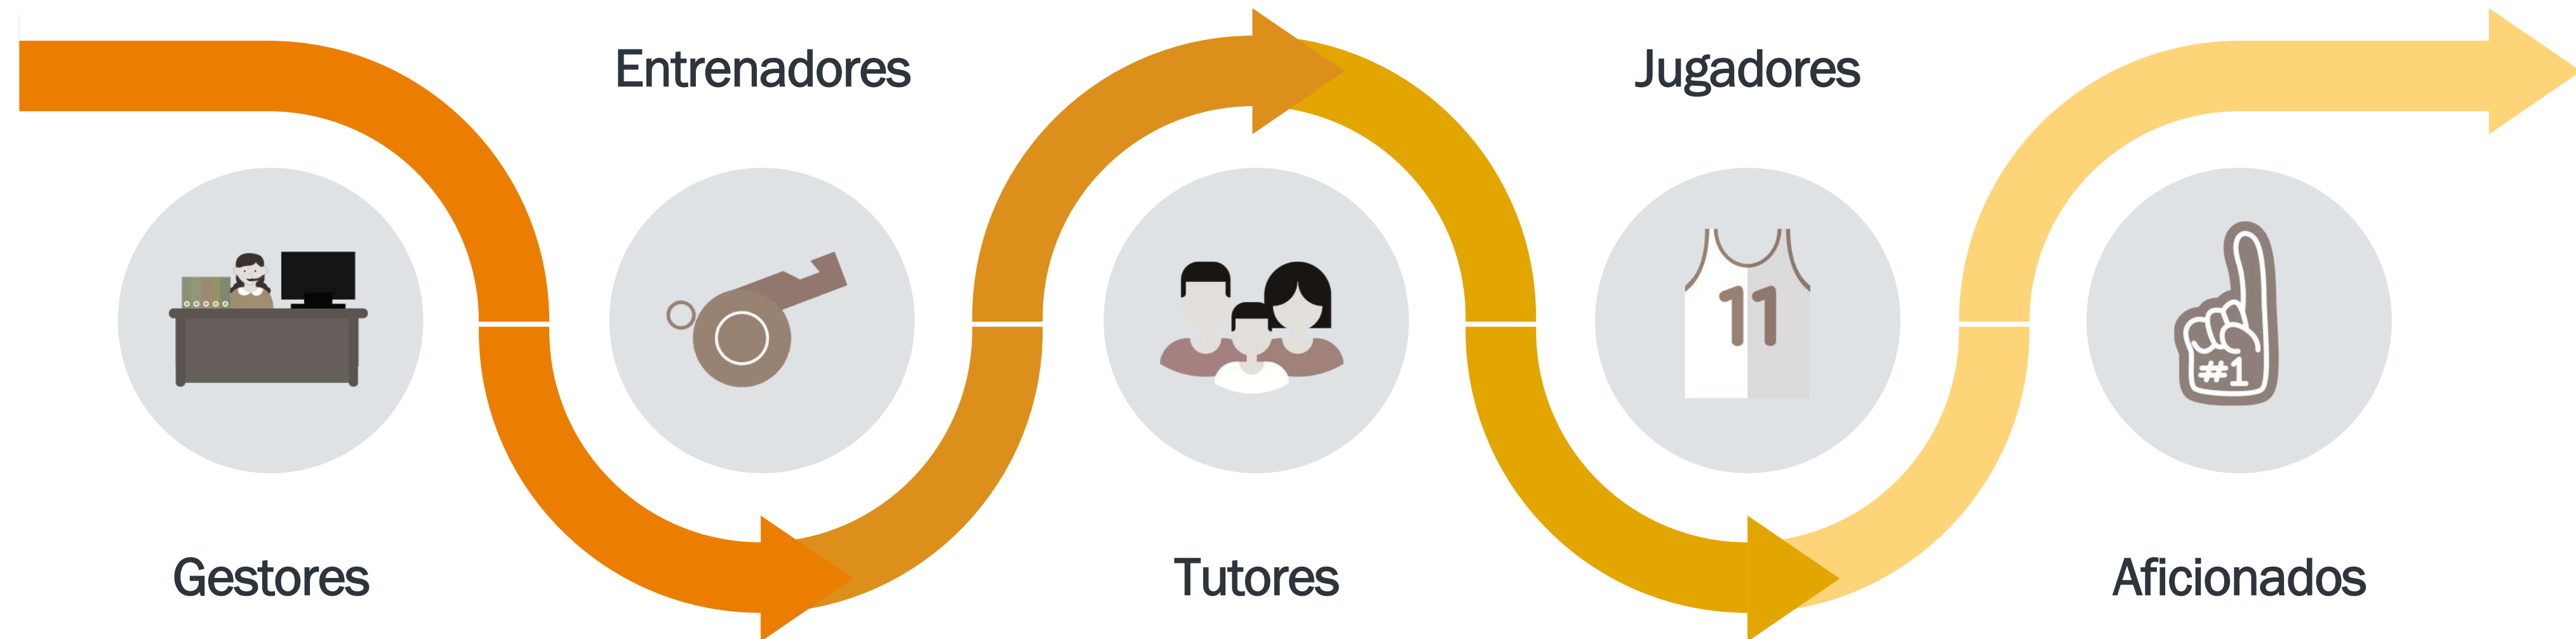 Gestores
Entrenadores
Tutores
Jugadores
11
Aficionados
#1